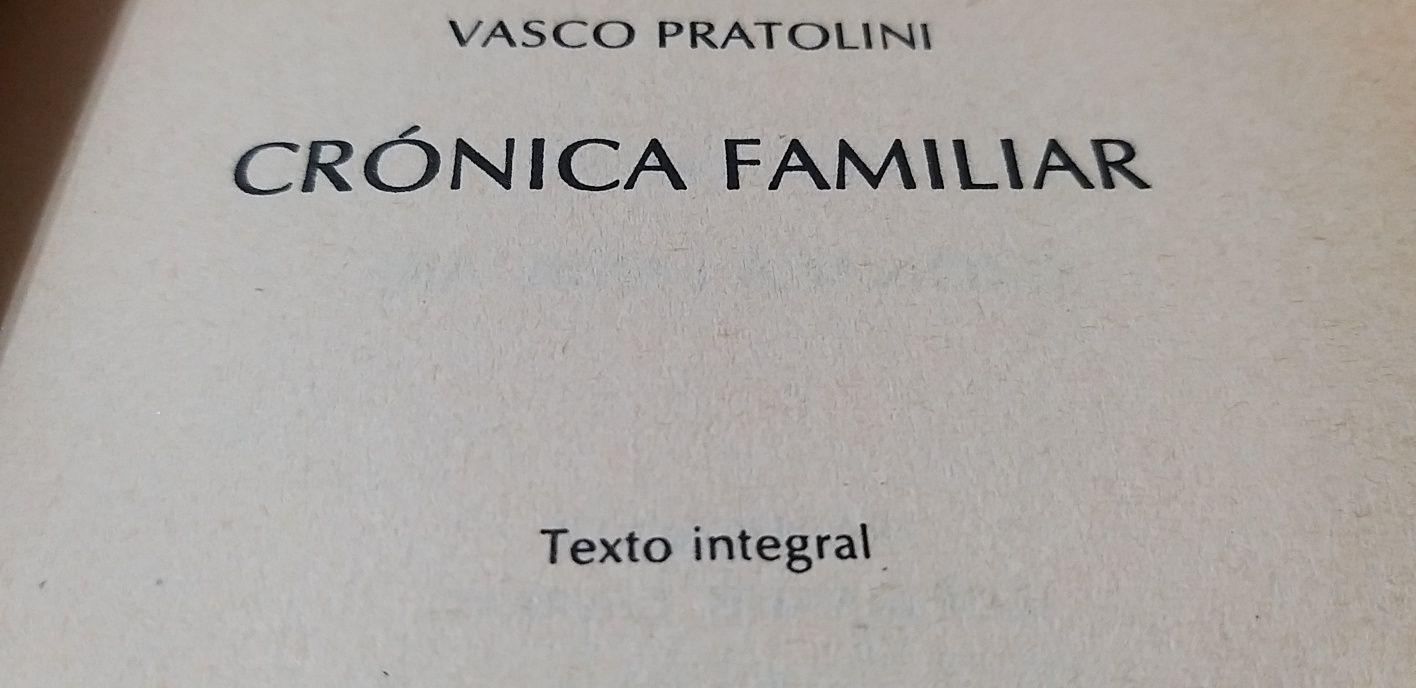 VASCO PRATOLINI
CRÓNICA FAMILIAR
Texto integral